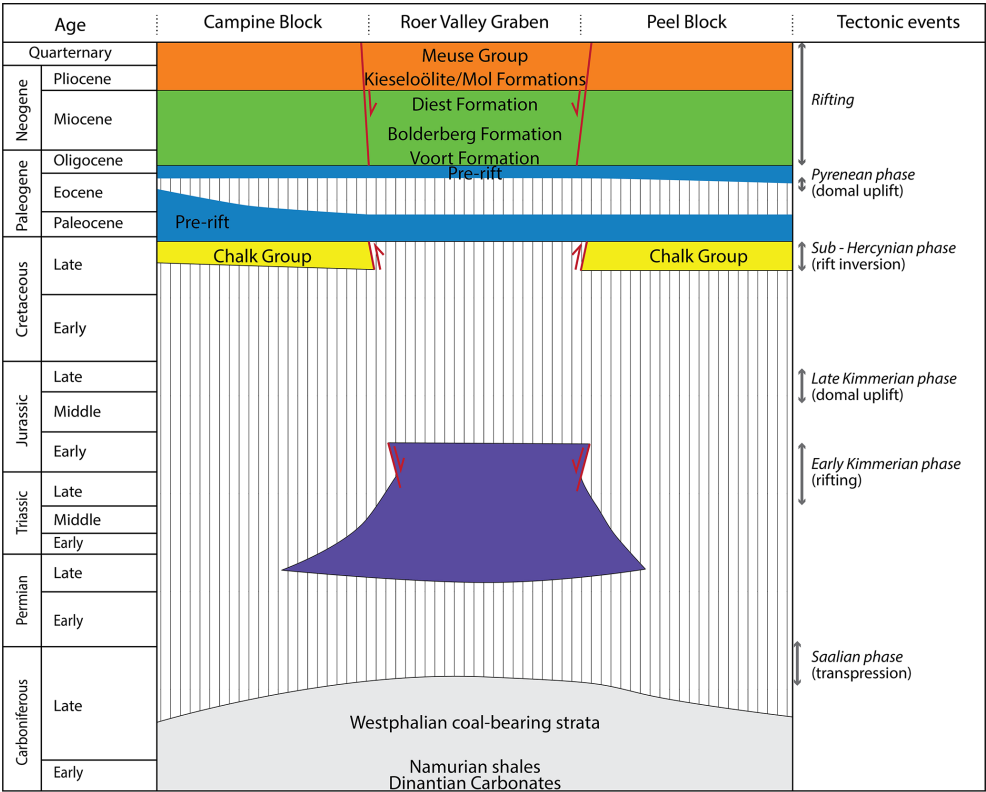 Age
Campine Block
Roer Valley Graben
Peel Block
Tectonic events
Quarternary
Neogene
Pliocene
Miocene
Paleogene
Oligocene
Eocene
Paleocene
Cretaceous
Late
Early
Jurassic
Late
Middle
Early
Triassic
Late
Middle
Early
Permian
Late
Early
Carboniferous
Late
Early
Meuse Group
Kieseloölite/Mol Formations
Diest Formation
Bolderberg Formation
Voort Formation
Pre-rift
Pre-rift
Chalk Group
Chalk Group
Westphalian coal-bearing strata
Namurian shales
Dinantian Carbonates
Rifting
Pyrenean phase
(domal uplift)
Sub - Hercynian phase
(rift inversion)
Late Kimmerian phase
(domal uplift)
Early Kimmerian phase
(rifting)
Saalian phase
(transpression)